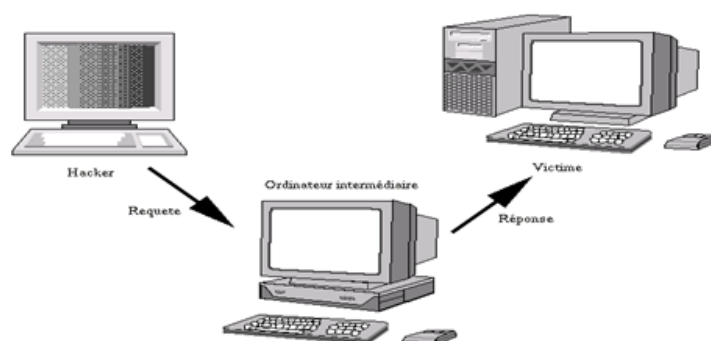 Hacker
Victime
Ordinateur intermédiaire
Requete
Réponse